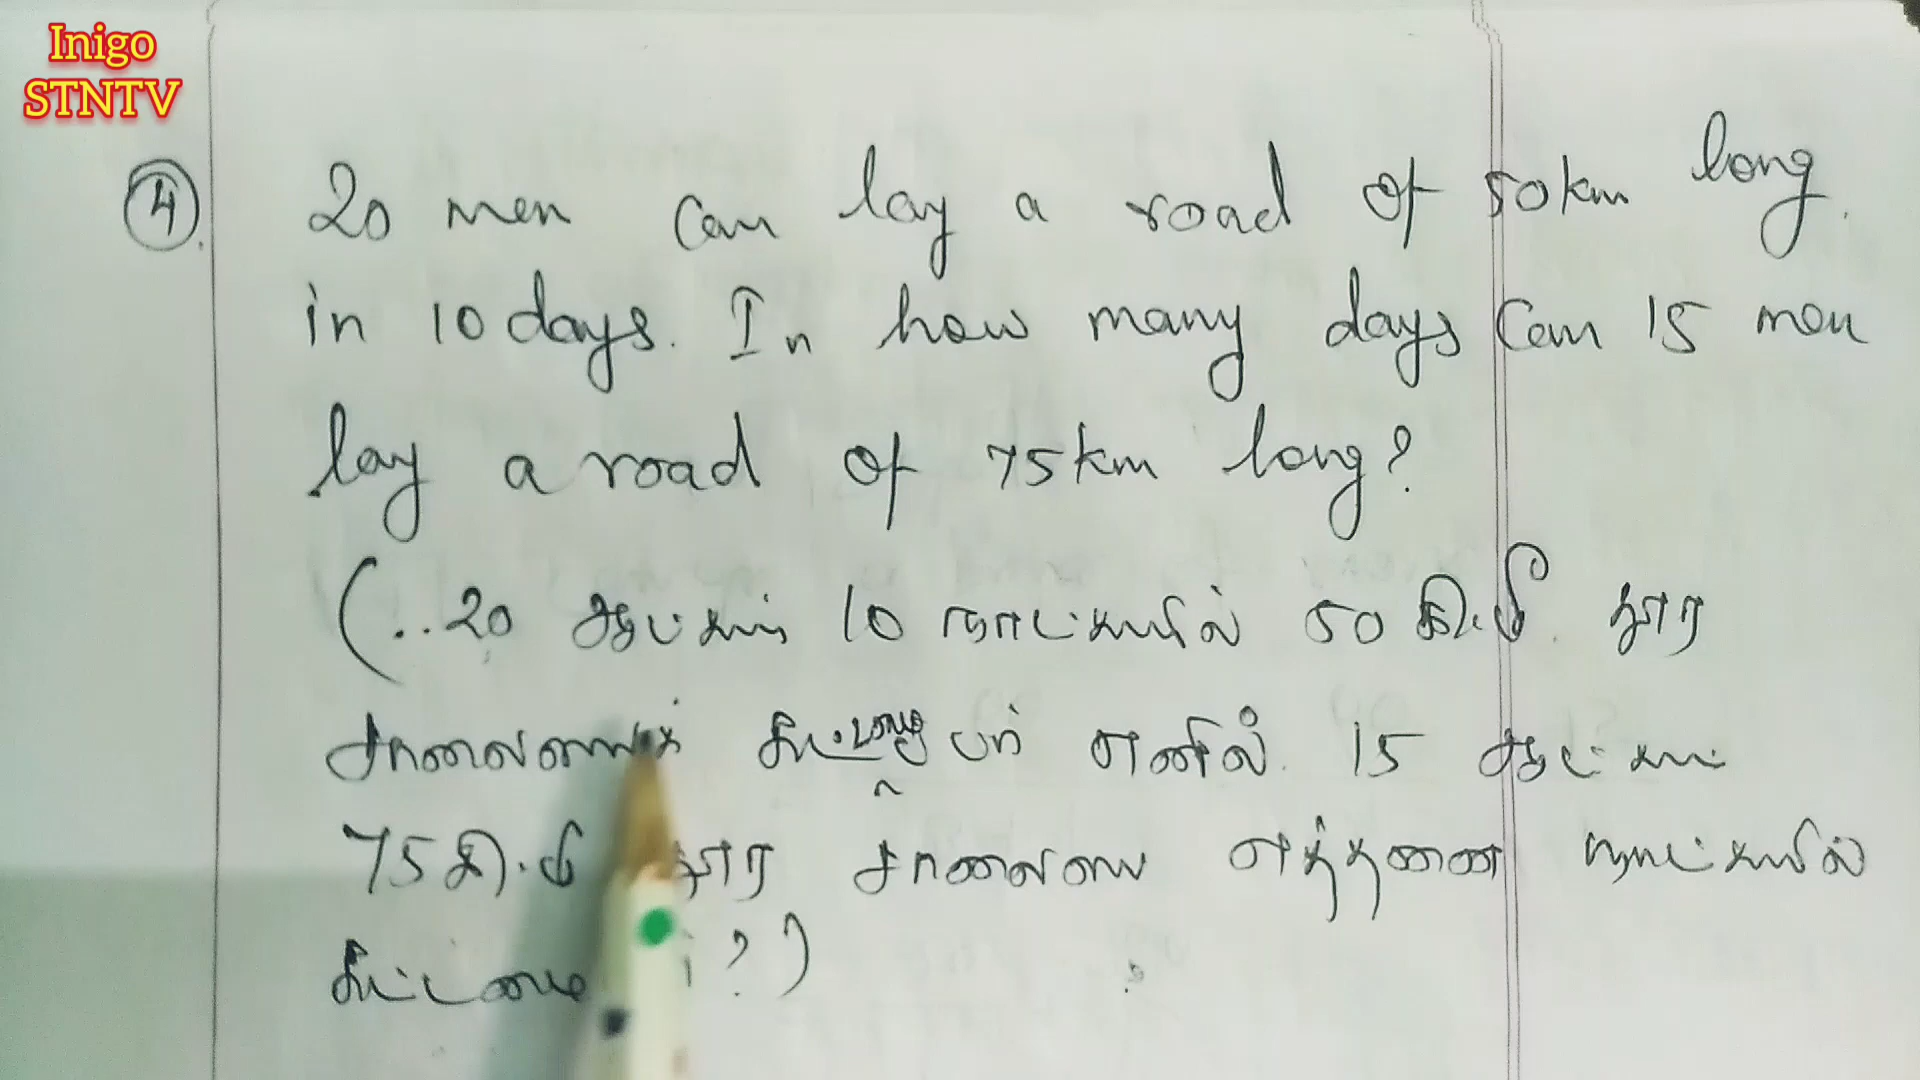 Inigo
STNTV
④. 20 men can lay a road of 50km long
in 10 days. In how many days can 15 men
lay a road of 75km long?
(..20 ஆட்கள் 10 நாட்களில் 50 கி.மீ தூர
சாலையைக் எனில் 15 ஆட்கள்
75 கி.மீ தூர சாலையை எத்தனை நாட்களில்
?)